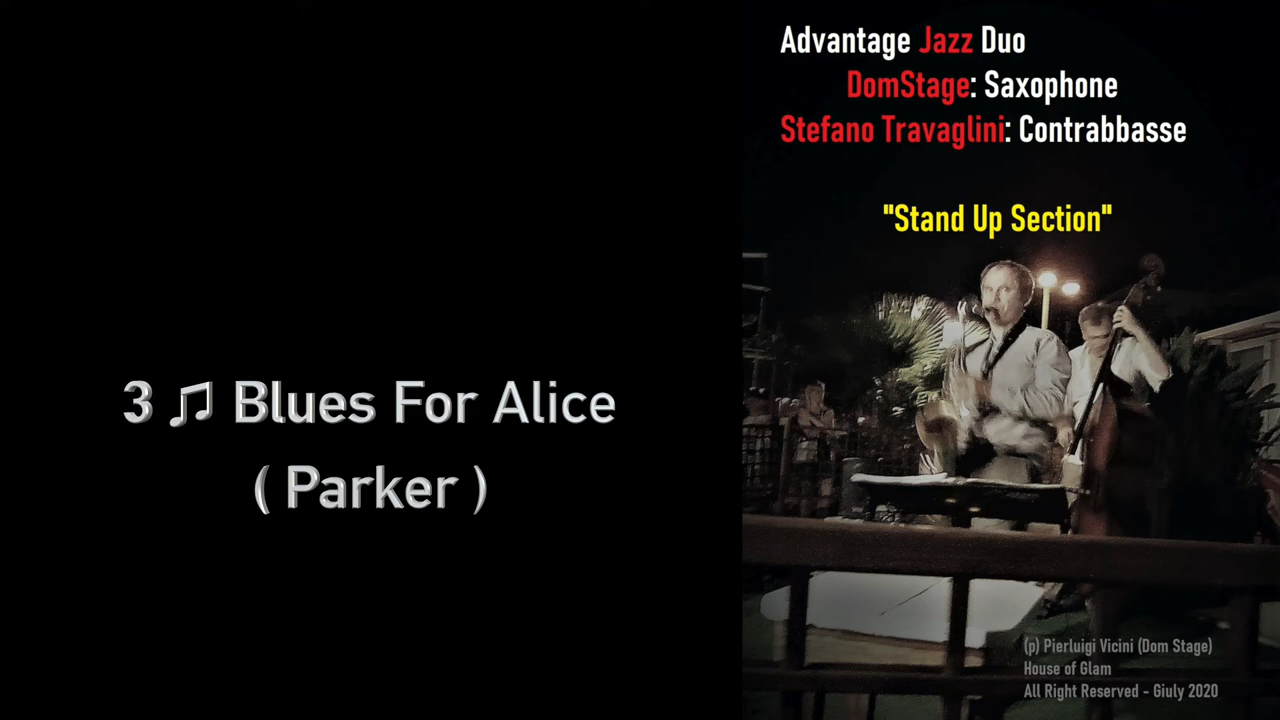 3 ♫ Blues For Alice
( Parker )
Advantage Jazz Duo
DomStage: Saxophone
Stefano Travaglini: Contrabbasse
"Stand Up Section"
(p) Pierluigi Vicini (Dom Stage)
House of Glam
All Right Reserved - Giuly 2020